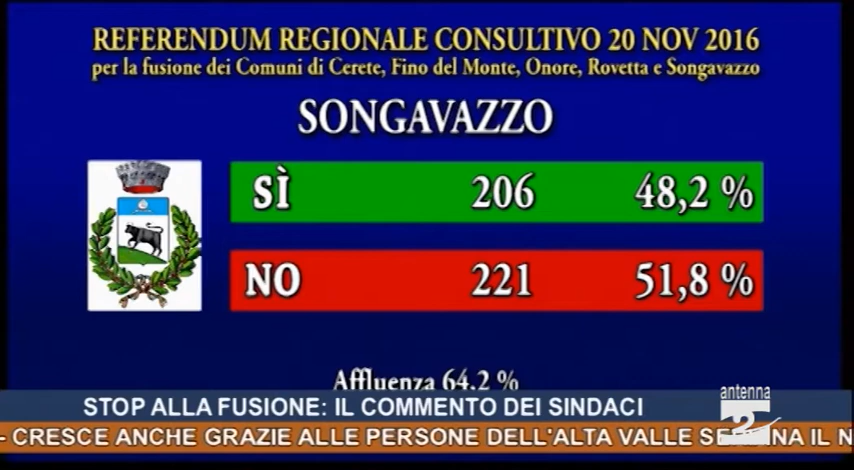 REFERENDUM REGIONALE CONSULTIVO 20 NOV 2016
per la fusione dei Comuni di Cerete, Fino del Monte, Onore, Rovetta e Songavazzo
SONGAVAZZO
SÌ 206 48,2 %
NO 221 51,8 %
Affluenza 64,2 %
STOP ALLA FUSIONE: IL COMMENTO DEI SINDACI
antenna
2
- CRESCE ANCHE GRAZIE ALLE PERSONE DELL'ALTA VALLE IL N